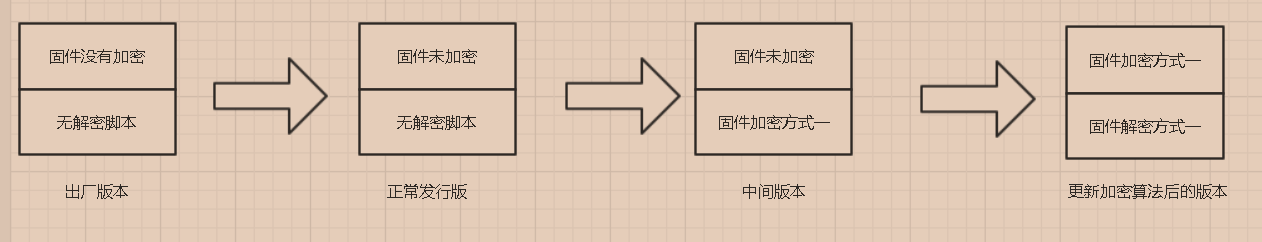 固件没有加密
无解密脚本
出厂版本
固件未加密
无解密脚本
正常发行版
固件未加密
固件加密方式一
中间版本
固件加密方式一
固件解密方式一
更新加密算法后的版本